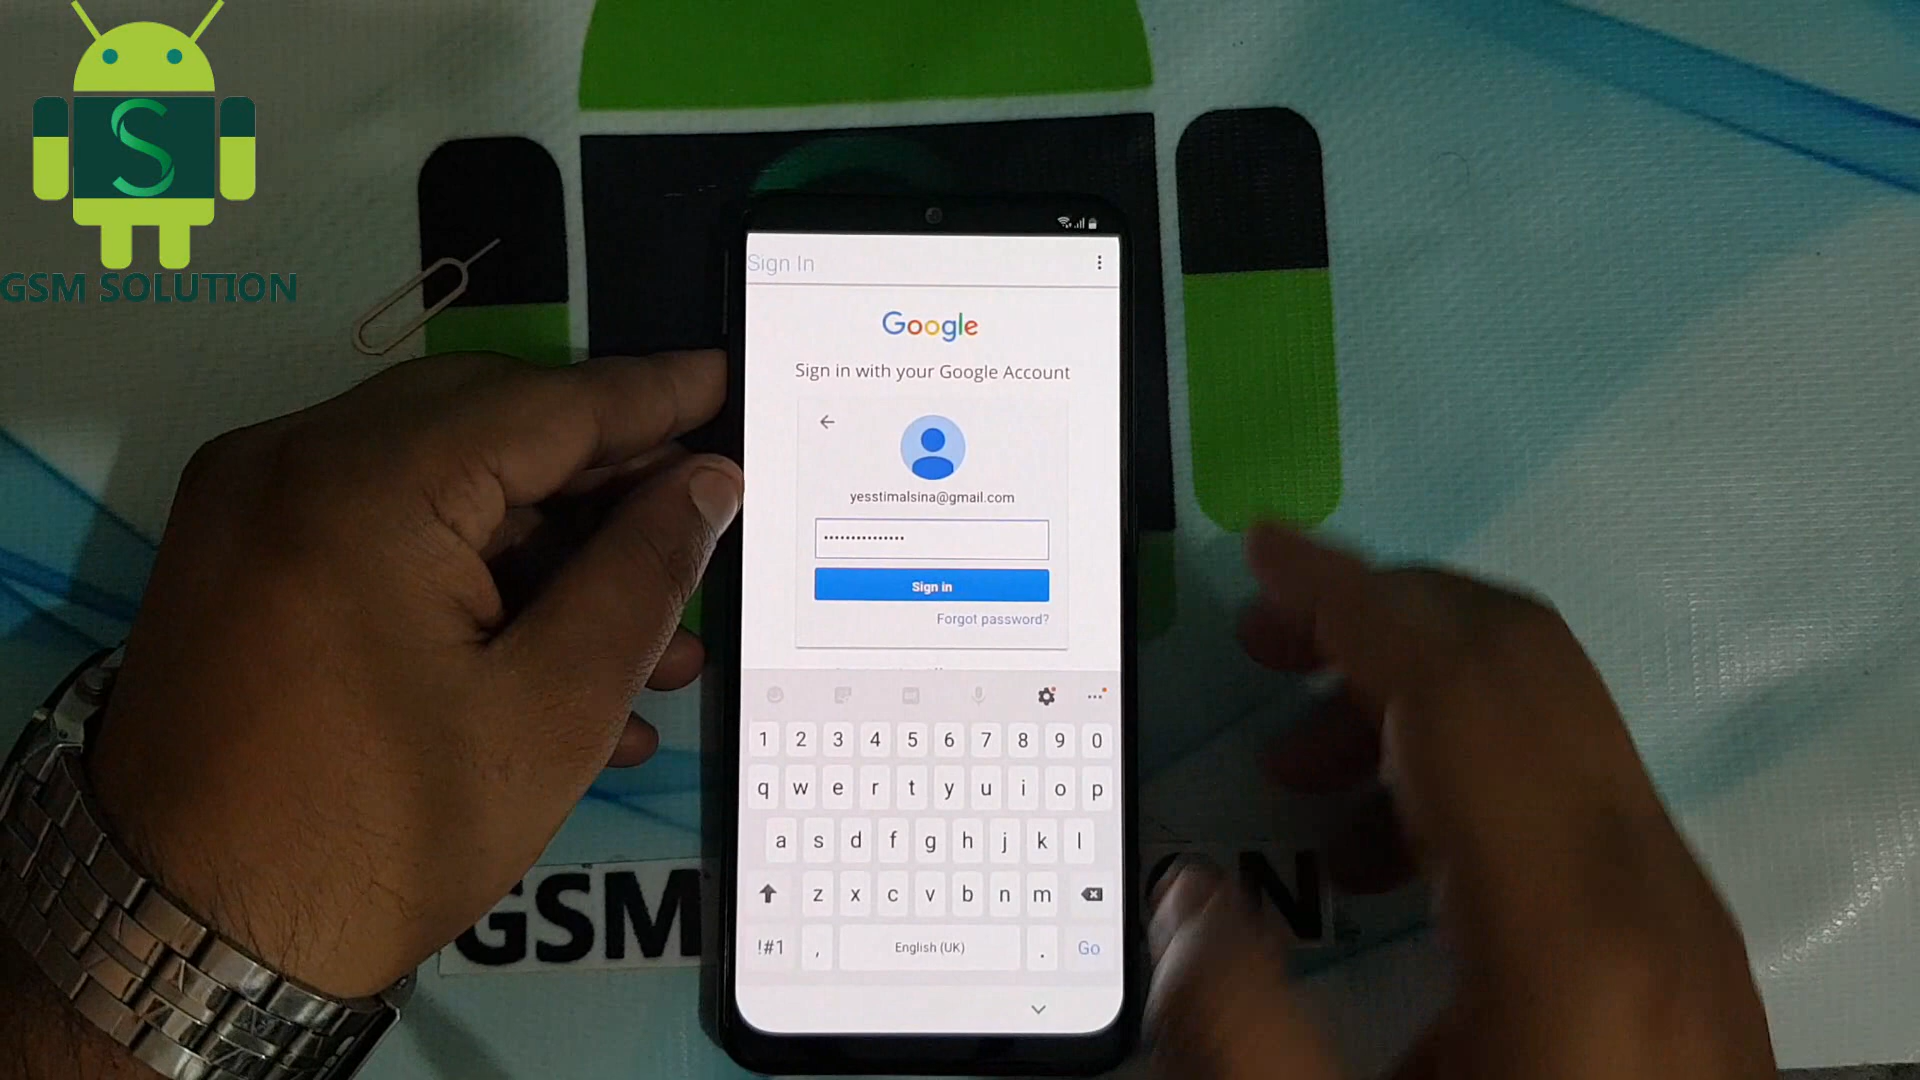 S
GSM SOLUTION
Sign In
Google
Sign in with your Google Account
yesstimalsina@gmail.com
•••••••••••••••
Sign in
Forgot password?
1 2 3 4 5 6 7 8 9 0
q w e r t y u i o p
a s d f g h j k l
z x c v b n m
!#1 , English (UK) . Go
GSM
ON